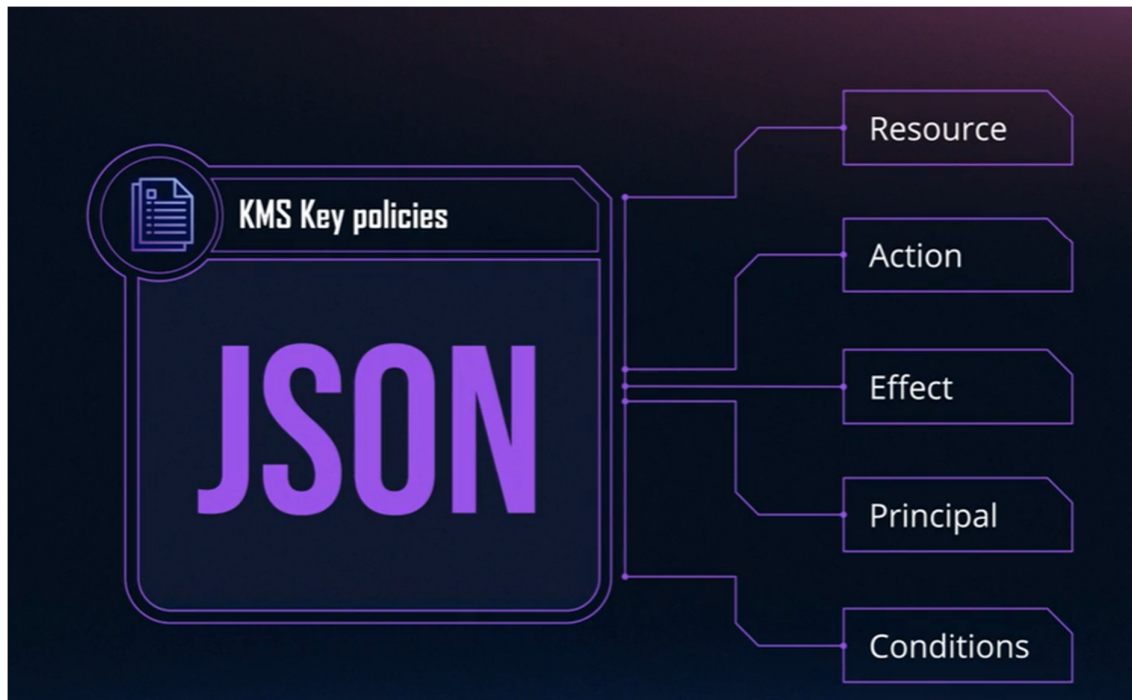 KMS Key policies
JSON
Resource
Action
Effect
Principal
Conditions